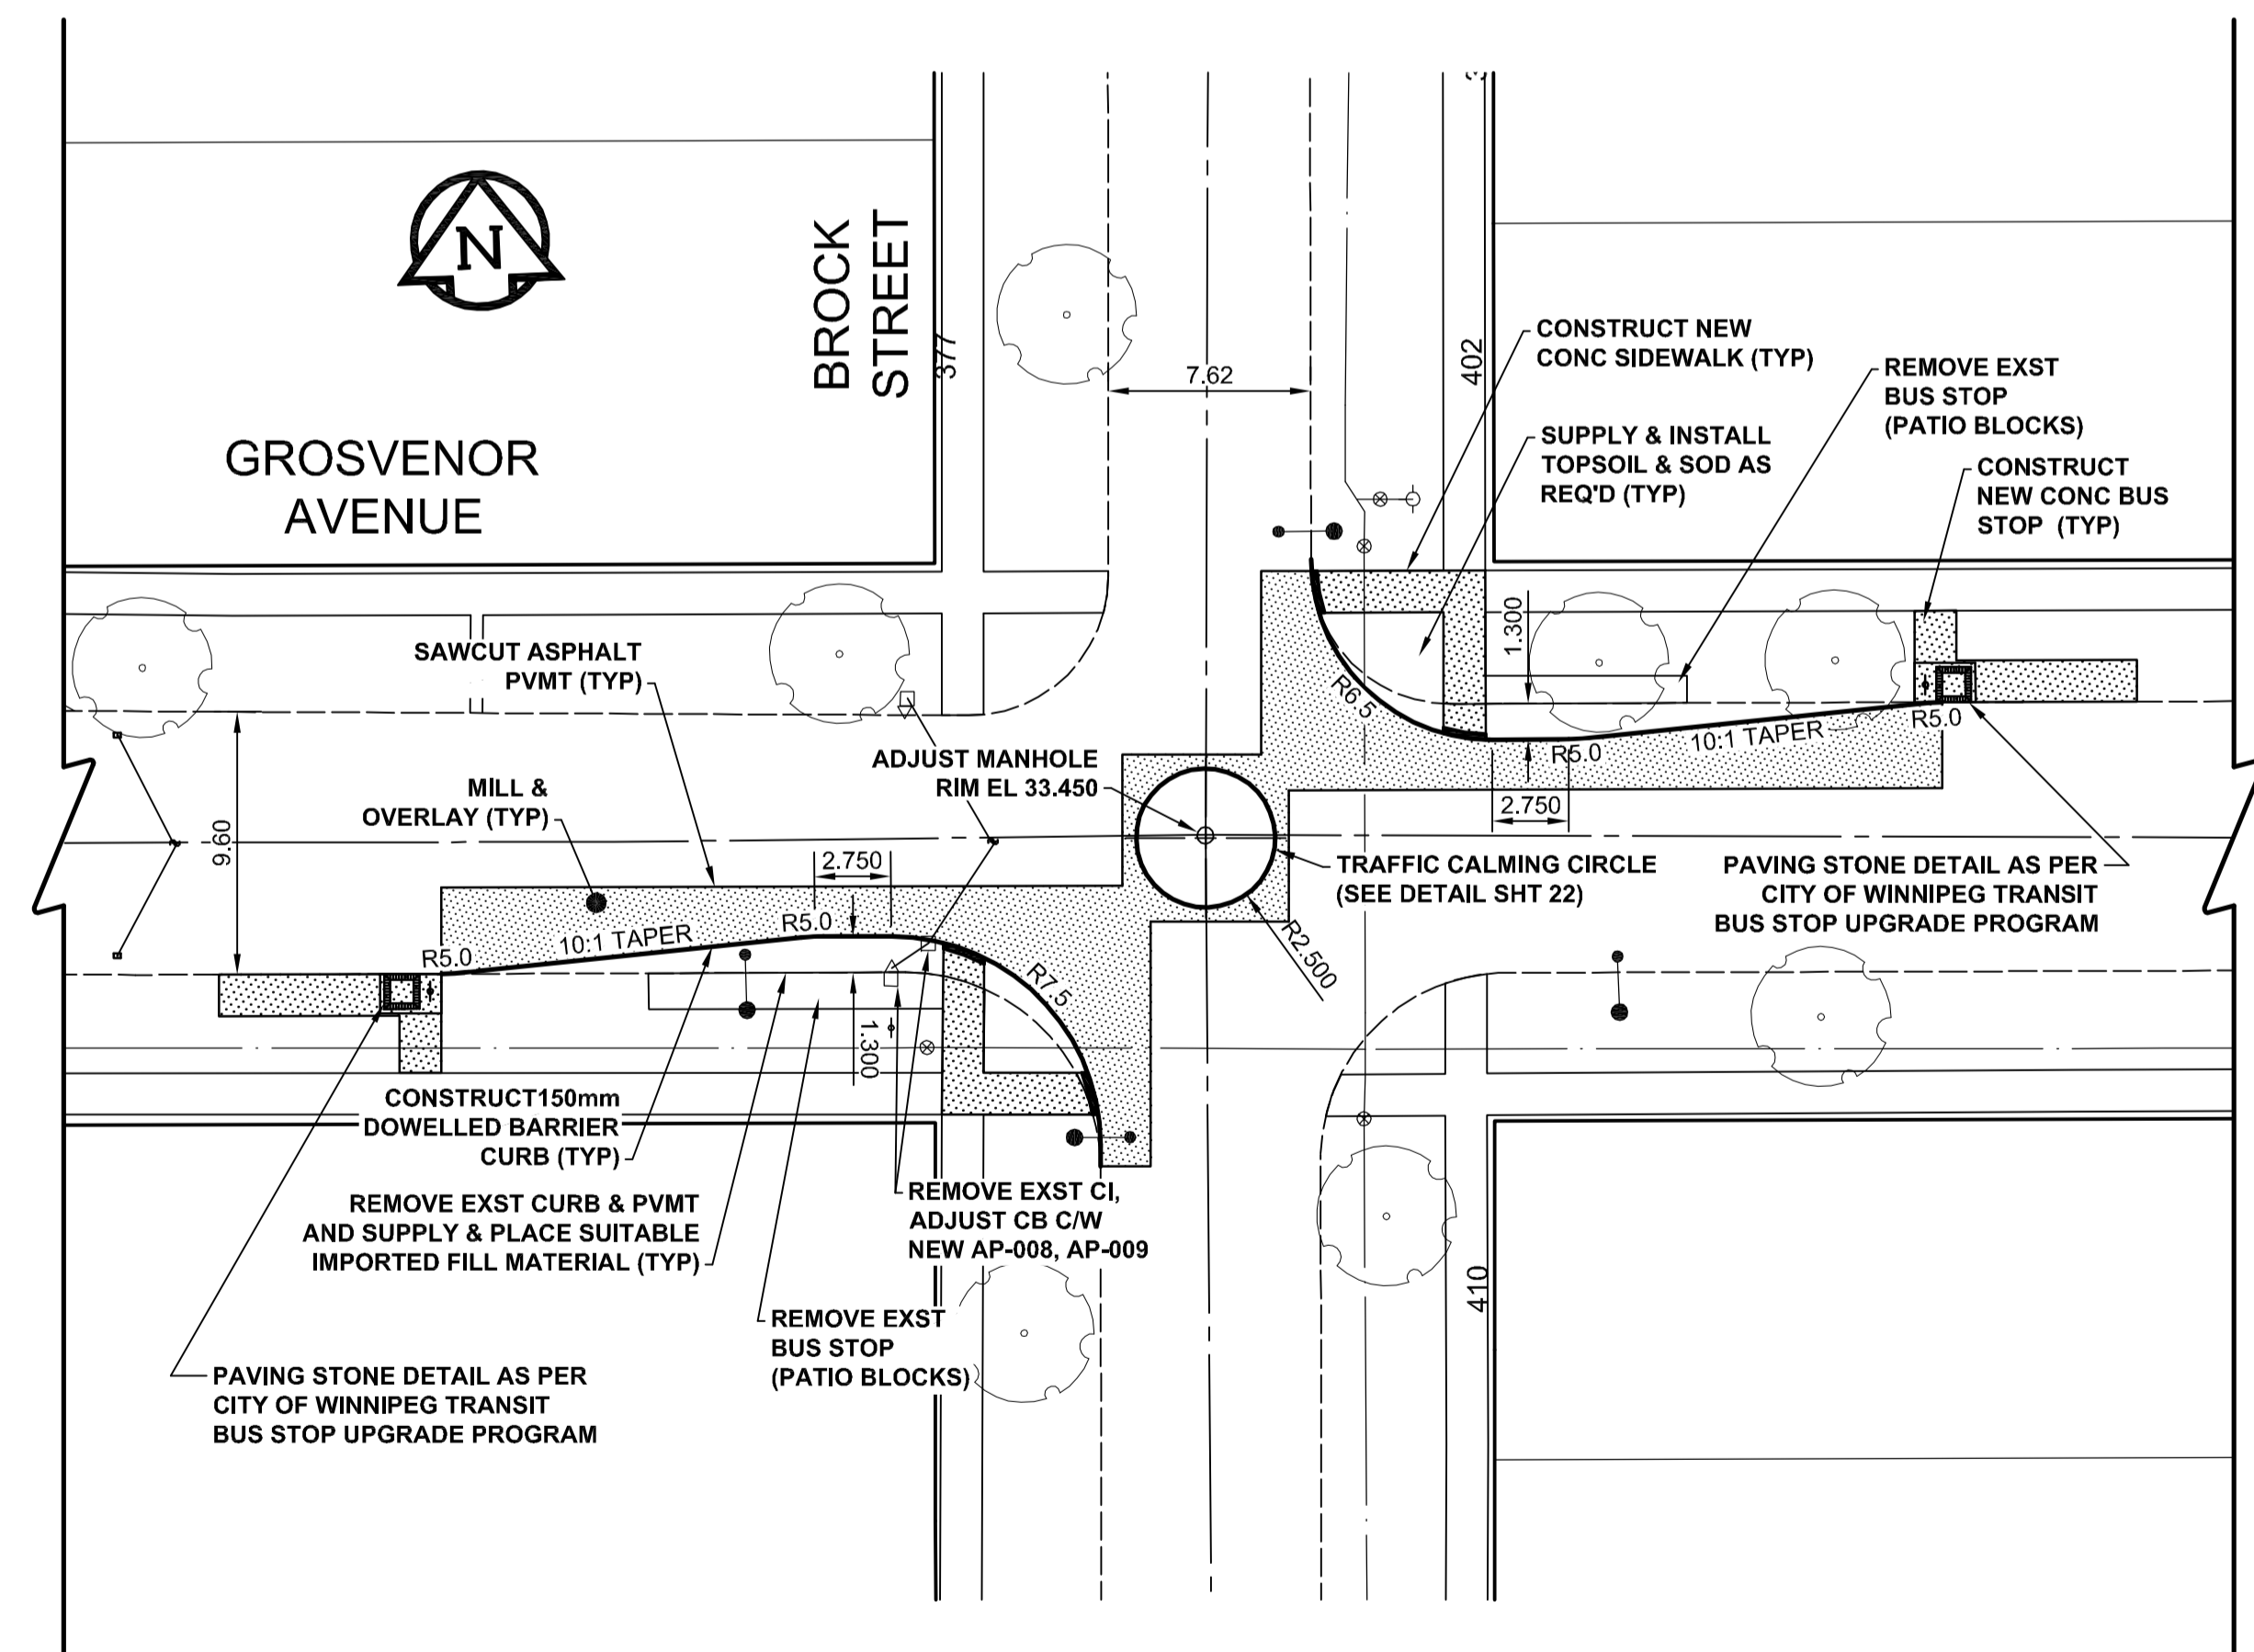 N
BROCK
STREET
377
GROSVENOR
AVENUE
7.62
402
CONSTRUCT NEW
CONC SIDEWALK (TYP)
REMOVE EXST
BUS STOP
(PATIO BLOCKS)
SUPPLY & INSTALL
TOPSOIL & SOD AS
REQ'D (TYP)
CONSTRUCT
NEW CONC BUS
STOP (TYP)
SAWCUT ASPHALT
PVMT (TYP)
1.300
R6.5
R5.0
10:1 TAPER
R5.0
ADJUST MANHOLE
RIM EL 33.450
MILL &
OVERLAY (TYP)
9.60
2.750
2.750
TRAFFIC CALMING CIRCLE
(SEE DETAIL SHT 22)
PAVING STONE DETAIL AS PER
CITY OF WINNIPEG TRANSIT
BUS STOP UPGRADE PROGRAM
R5.0
10:1 TAPER
R5.0
R7.5
R2.500
1.300
CONSTRUCT150mm
DOWELLED BARRIER
CURB (TYP)
REMOVE EXST CURB & PVMT
AND SUPPLY & PLACE SUITABLE
IMPORTED FILL MATERIAL (TYP)
REMOVE EXST CI,
ADJUST CB C/W
NEW AP-008, AP-009
410
REMOVE EXST
BUS STOP
(PATIO BLOCKS)
PAVING STONE DETAIL AS PER
CITY OF WINNIPEG TRANSIT
BUS STOP UPGRADE PROGRAM